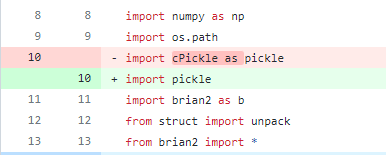 8 8 import numpy as np
9 9 import os.path
10 - import cPickle as pickle
10 + import pickle
11 11 import brian2 as b
12 12 from struct import unpack
13 13 from brian2 import *